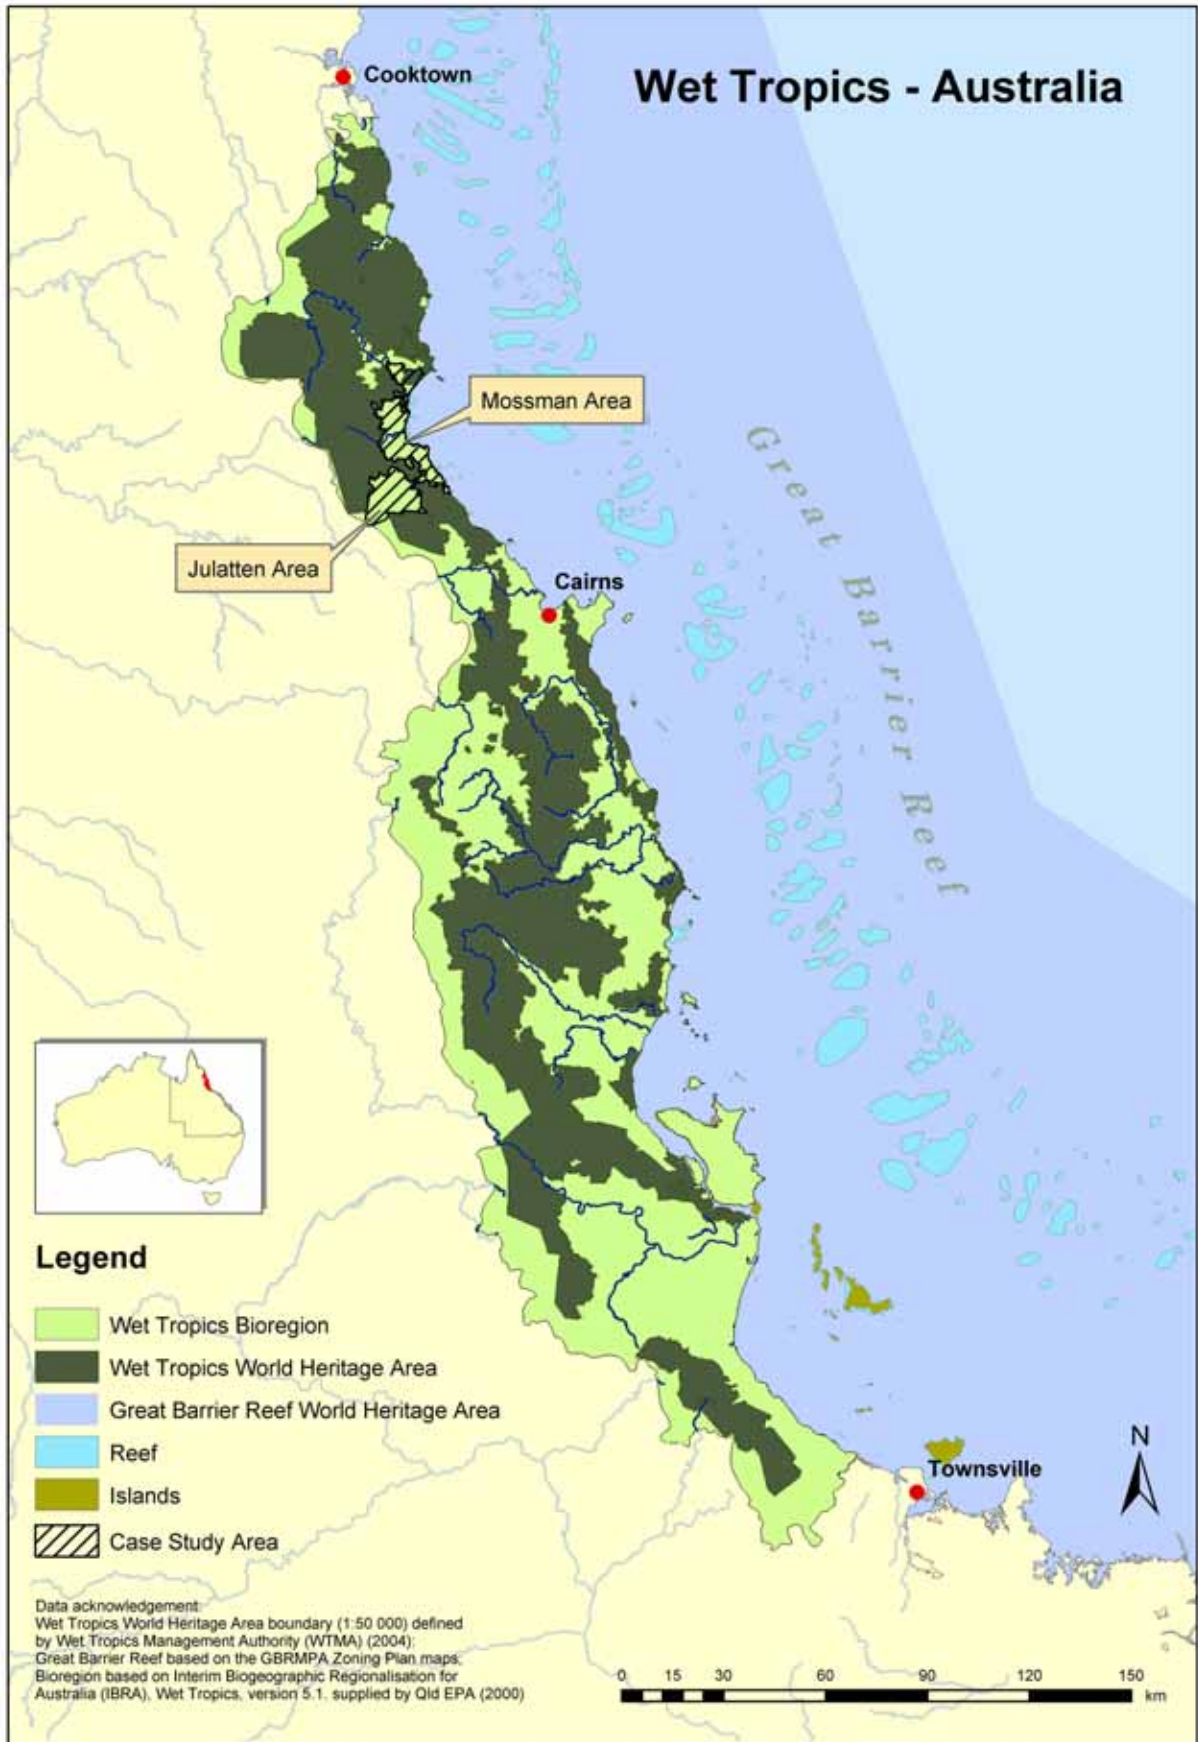 Wet Tropics - Australia
Cooktown
Mossman Area
Julatten Area
Cairns
Great Barrier Reef
Townsville
N
Legend
Wet Tropics Bioregion
Wet Tropics World Heritage Area
Great Barrier Reef World Heritage Area
Reef
Islands
Case Study Area
Data acknowledgement:
Wet Tropics World Heritage Area boundary (1:50 000) defined
by Wet Tropics Management Authority (WTMA) (2004);
Great Barrier Reef based on the GBRMPA Zoning Plan maps;
Bioregion based on Interim Biogeographic Regionalisation for
Australia (IBRA), Wet Tropics, version 5.1. supplied by Qld EPA (2000)
0 15 30 60 90 120 150
km